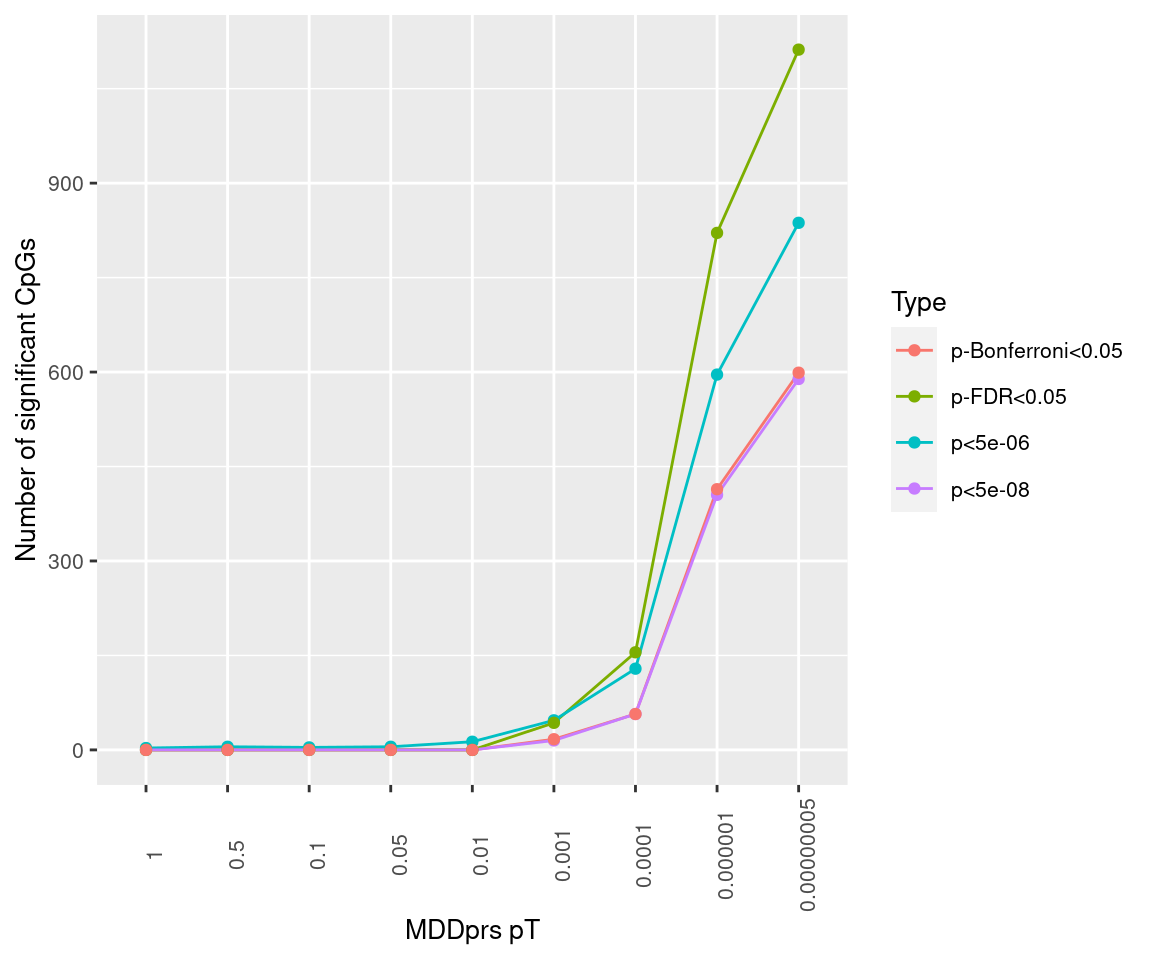 Number of significant CpGs
900
600
300
0
1
0.5
0.1
0.05
0.01
0.001
0.0001
0.000001
0.00000005
MDDprs pT
Type
p-Bonferroni<0.05
p-FDR<0.05
p<5e-06
p<5e-08